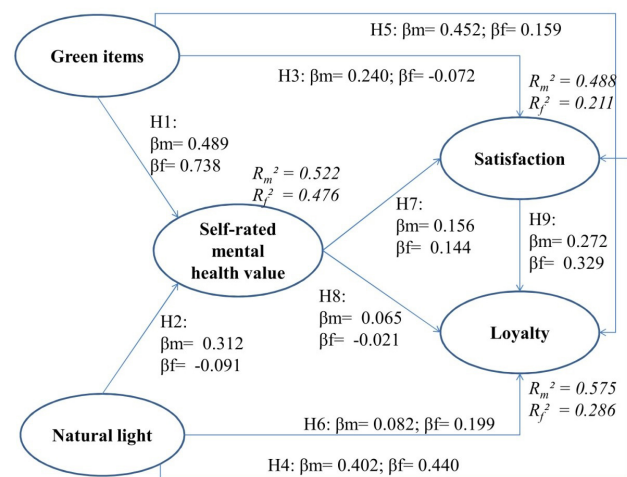 H5: βm= 0.452; βf= 0.159
Green items
H3: βm= 0.240; βf= -0.072
Rm² = 0.488
Rf² = 0.211
H1:
βm= 0.489
βf= 0.738
Rm² = 0.522
Rf² = 0.476
Satisfaction
Self-rated
mental
health value
H7:
βm= 0.156
βf= 0.144
H9:
βm= 0.272
βf= 0.329
H8:
βm= 0.065
βf= -0.021
H2:
βm= 0.312
βf= -0.091
Loyalty
Rm² = 0.575
Rf² = 0.286
Natural light
H6: βm= 0.082; βf= 0.199
H4: βm= 0.402; βf= 0.440